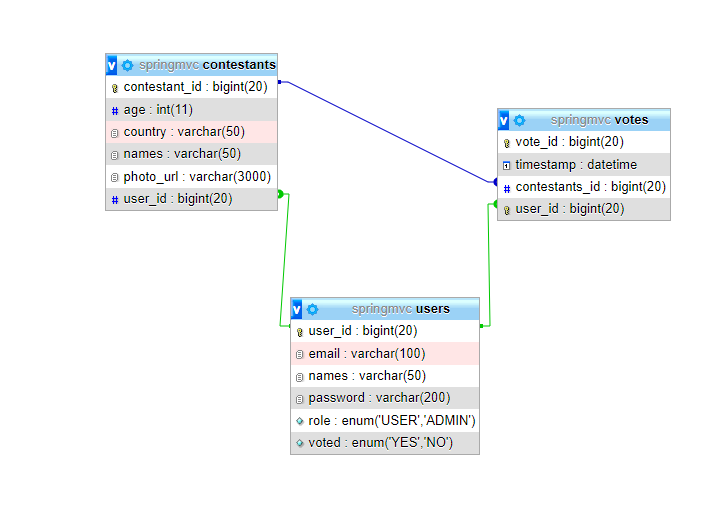 v springmvc contestants
contestant_id : bigint(20)
# age : int(11)
country : varchar(50)
names : varchar(50)
photo_url : varchar(3000)
# user_id : bigint(20)
v springmvc votes
vote_id : bigint(20)
timestamp : datetime
# contestants_id : bigint(20)
user_id : bigint(20)
v springmvc users
user_id : bigint(20)
email : varchar(100)
names : varchar(50)
password : varchar(200)
role : enum('USER','ADMIN')
voted : enum('YES','NO')